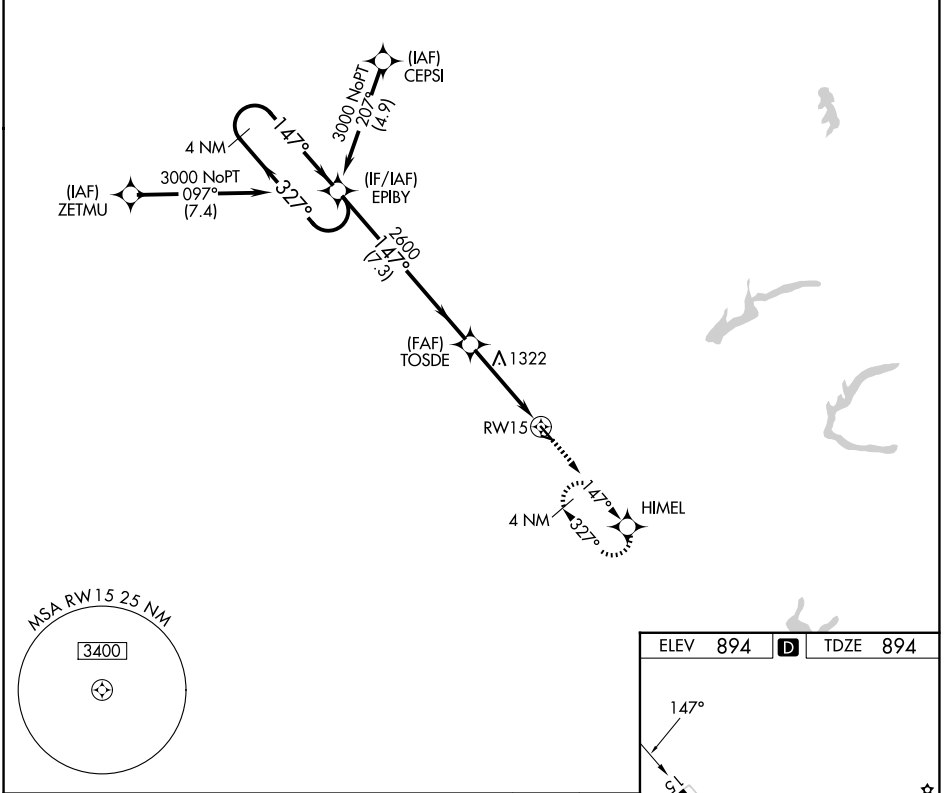 (IAF)
CEPSI
3000 NoPT
207°
(4.9)
4 NM
147°
(IAF)
ZETMU
3000 NoPT
097°
(7.4)
327°
(IF/IAF)
EPIBY
2600
147°
(7.3)
(FAF)
TOSDE
1322
RW15
147°
HIMEL
4 NM
327°
MSA RW15 25 NM
3400
ELEV 894 D TDZE 894
147°
15